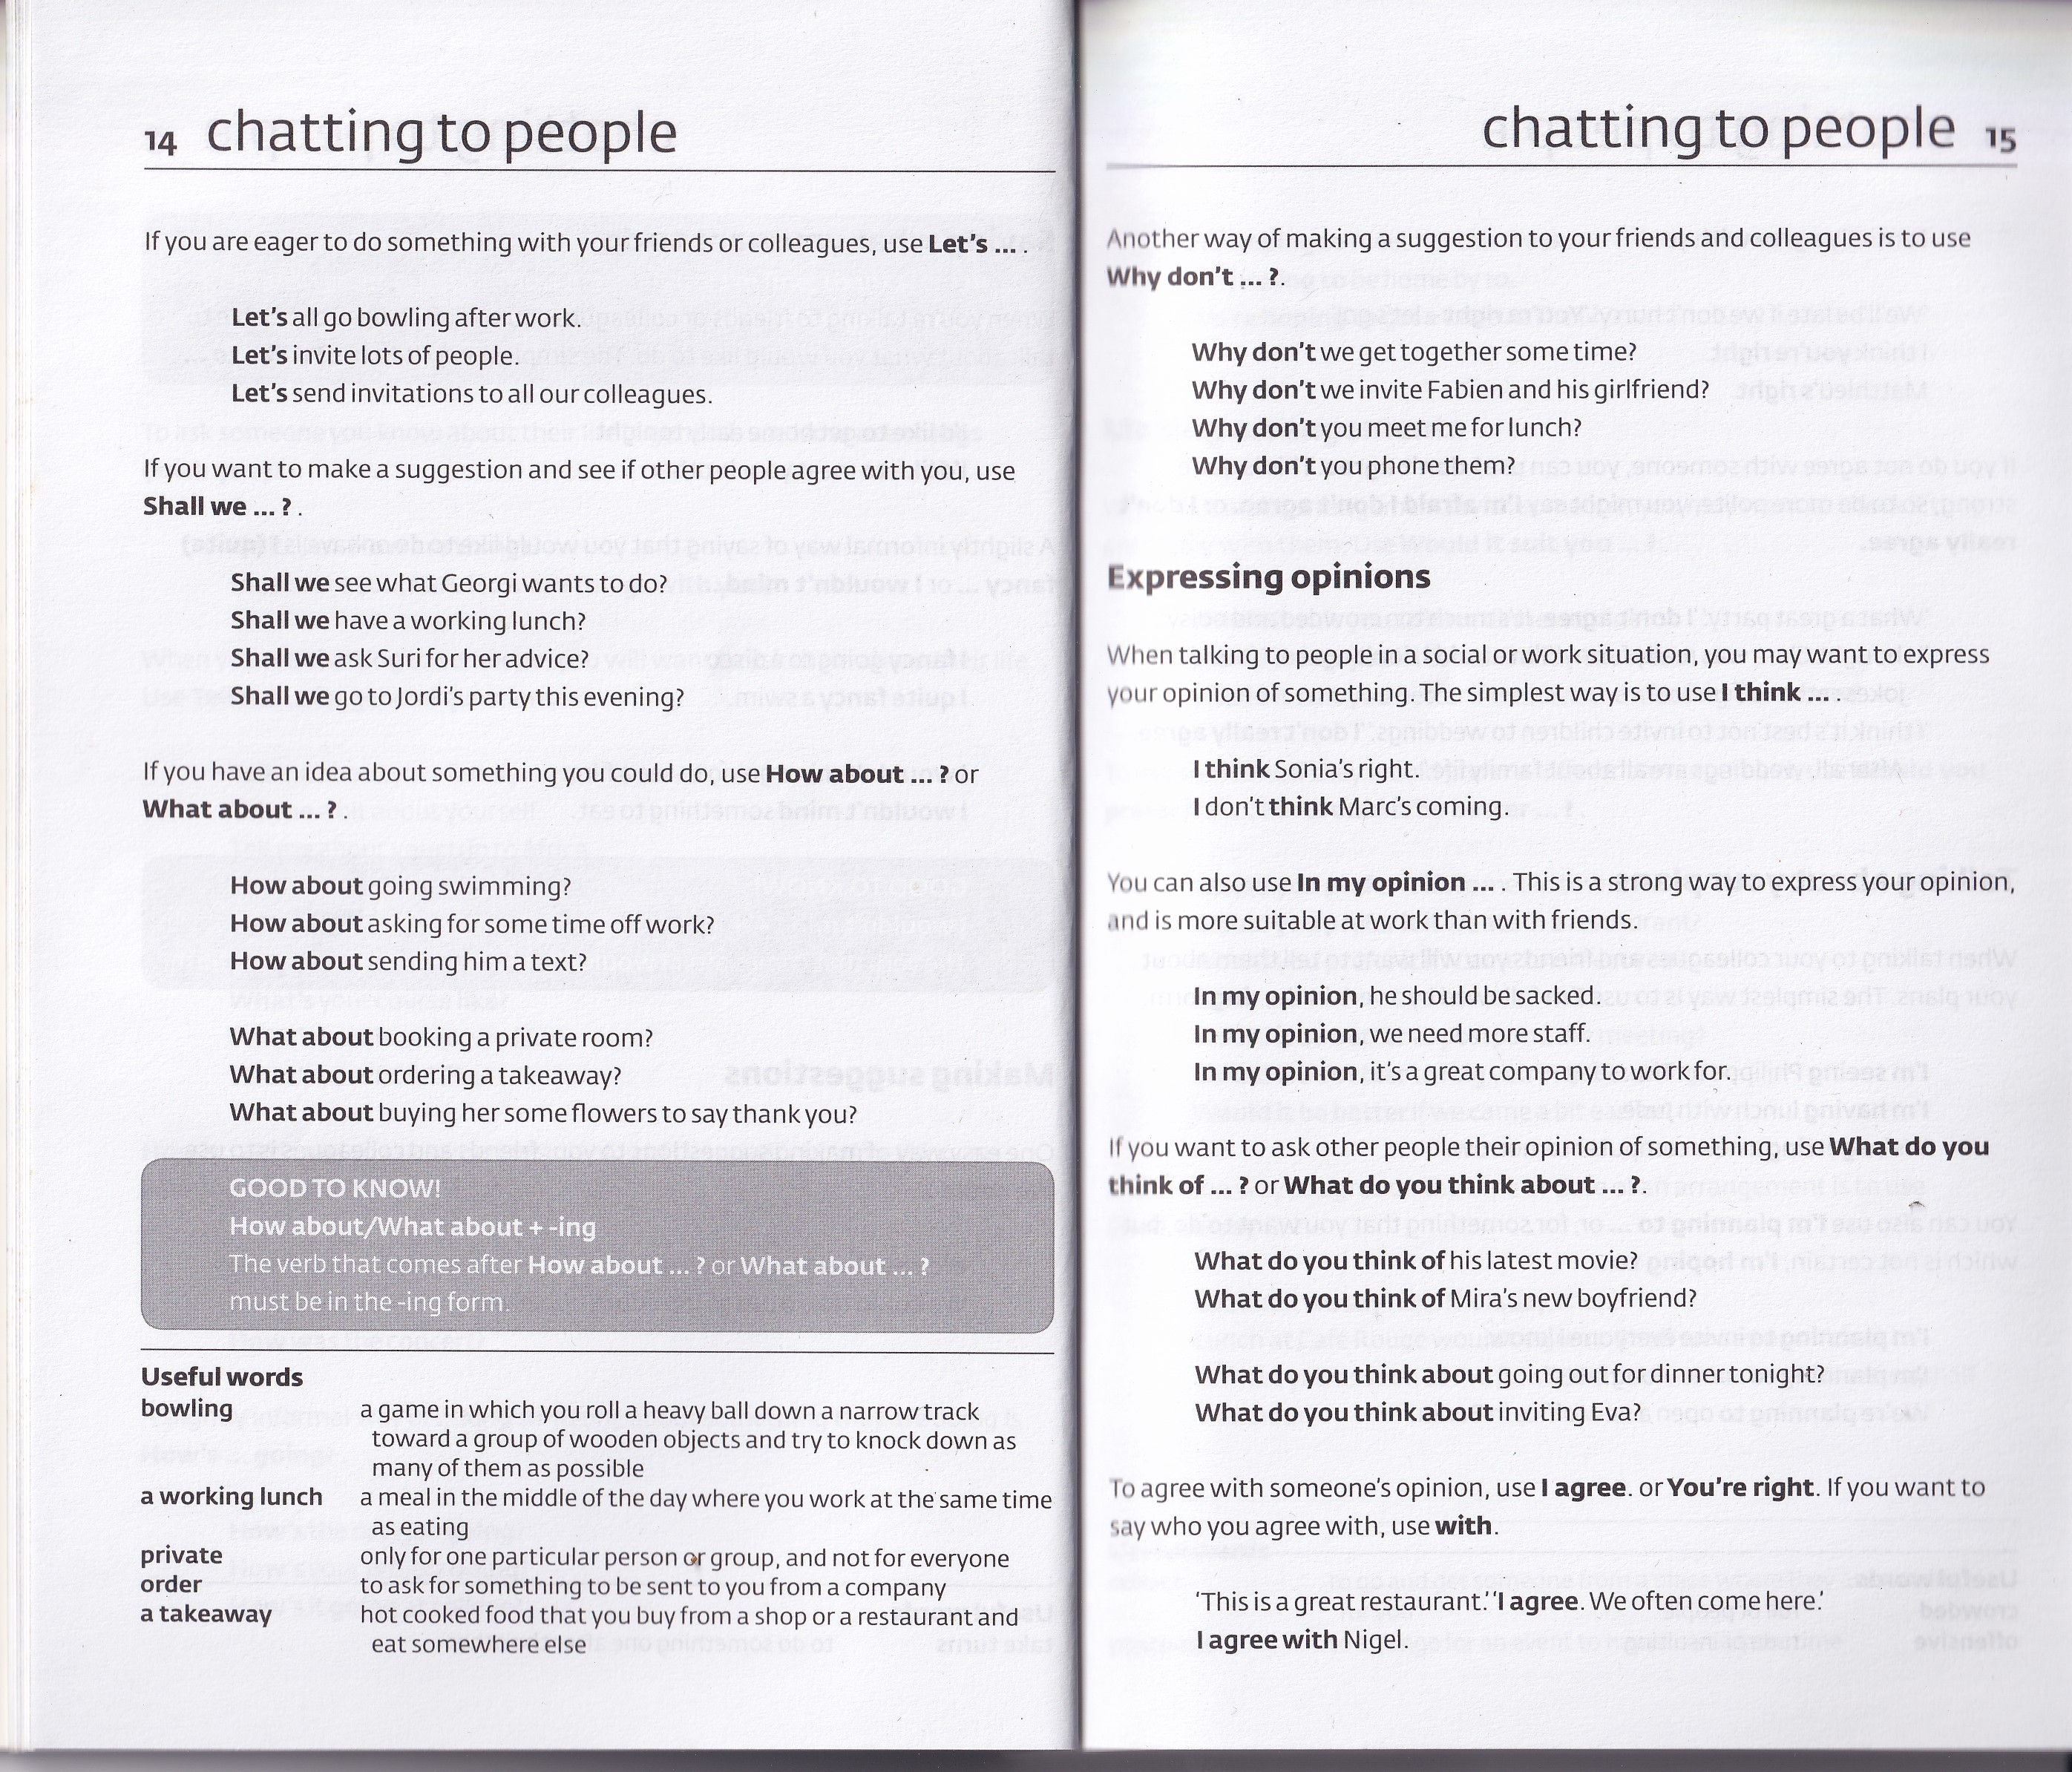 14 chatting to people
If you are eager to do something with your friends or colleagues, use Let's ... .
Let's all go bowling after work.
Let's invite lots of people.
Let's send invitations to all our colleagues.
If you want to make a suggestion and see if other people agree with you, use
Shall we ... ? .
Shall we see what Georgi wants to do?
Shall we have a working lunch?
Shall we ask Suri for her advice?
Shall we go to Jordi's party this evening?
If you have an idea about something you could do, use How about ... ? or
What about ... ? .
How about going swimming?
How about asking for some time off work?
How about sending him a text?
What about booking a private room?
What about ordering a takeaway?
What about buying her some flowers to say thank you?
GOOD TO KNOW!
How about/What about + -ing
The verb that comes after How about ... ? or What about ... ?
must be in the -ing form.
Useful words
bowling a game in which you roll a heavy ball down a narrow track
toward a group of wooden objects and try to knock down as
many of them as possible
a working lunch a meal in the middle of the day where you work at the same time
as eating
private only for one particular person or group, and not for everyone
order to ask for something to be sent to you from a company
a takeaway hot cooked food that you buy from a shop or a restaurant and
eat somewhere else
chatting to people 15
Another way of making a suggestion to your friends and colleagues is to use
Why don't ... ?.
Why don't we get together some time?
Why don't we invite Fabien and his girlfriend?
Why don't you meet me for lunch?
Why don't you phone them?
Expressing opinions
When talking to people in a social or work situation, you may want to express
your opinion of something. The simplest way is to use I think ... .
I think Sonia's right.
I don't think Marc's coming.
You can also use In my opinion ... . This is a strong way to express your opinion,
and is more suitable at work than with friends.
In my opinion, he should be sacked.
In my opinion, we need more staff.
In my opinion, it's a great company to work for.
If you want to ask other people their opinion of something, use What do you
think of ... ? or What do you think about ... ?.
What do you think of his latest movie?
What do you think of Mira's new boyfriend?
What do you think about going out for dinner tonight?
What do you think about inviting Eva?
To agree with someone's opinion, use I agree. or You're right. If you want to
say who you agree with, use with.
'This is a great restaurant.' 'I agree. We often come here.'
I agree with Nigel.